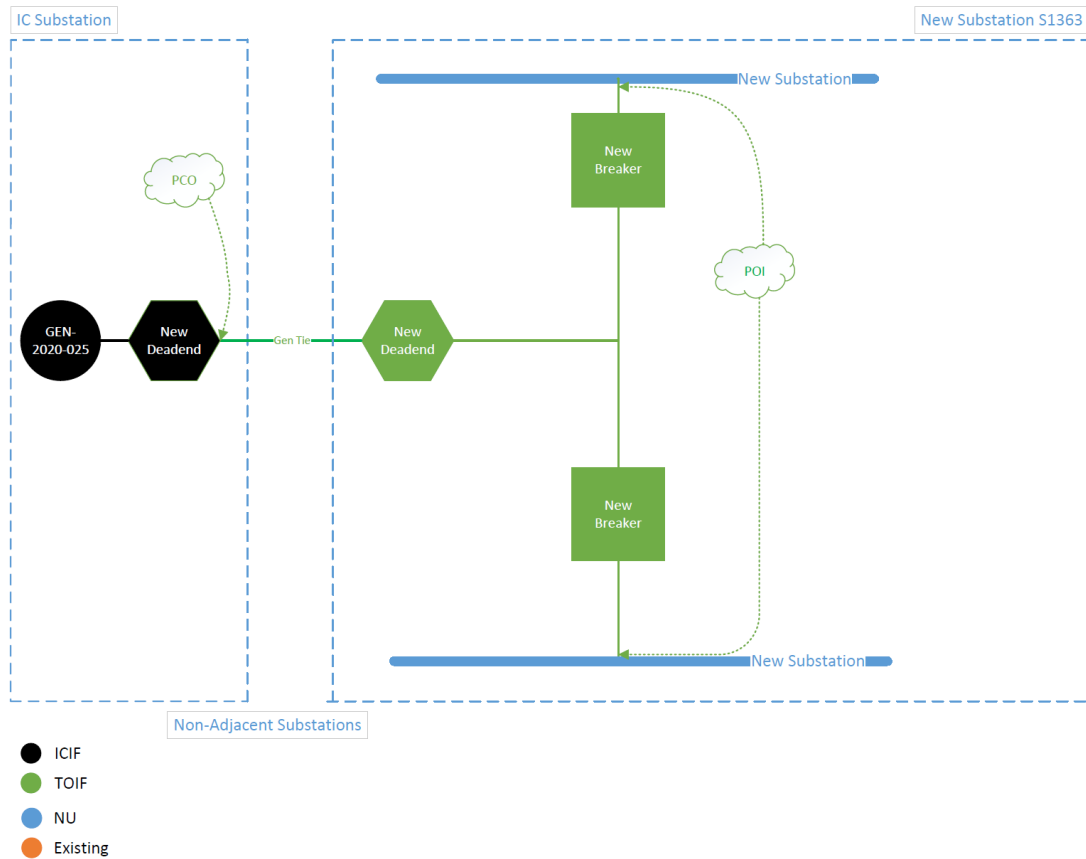 IC Substation
New Substation S1363
New Substation
New
Breaker
PCO
POI
GEN-
2020-025
New
Deadend
Gen Tie
New
Deadend
New
Breaker
New Substation
Non-Adjacent Substations
ICIF
TOIF
NU
Existing